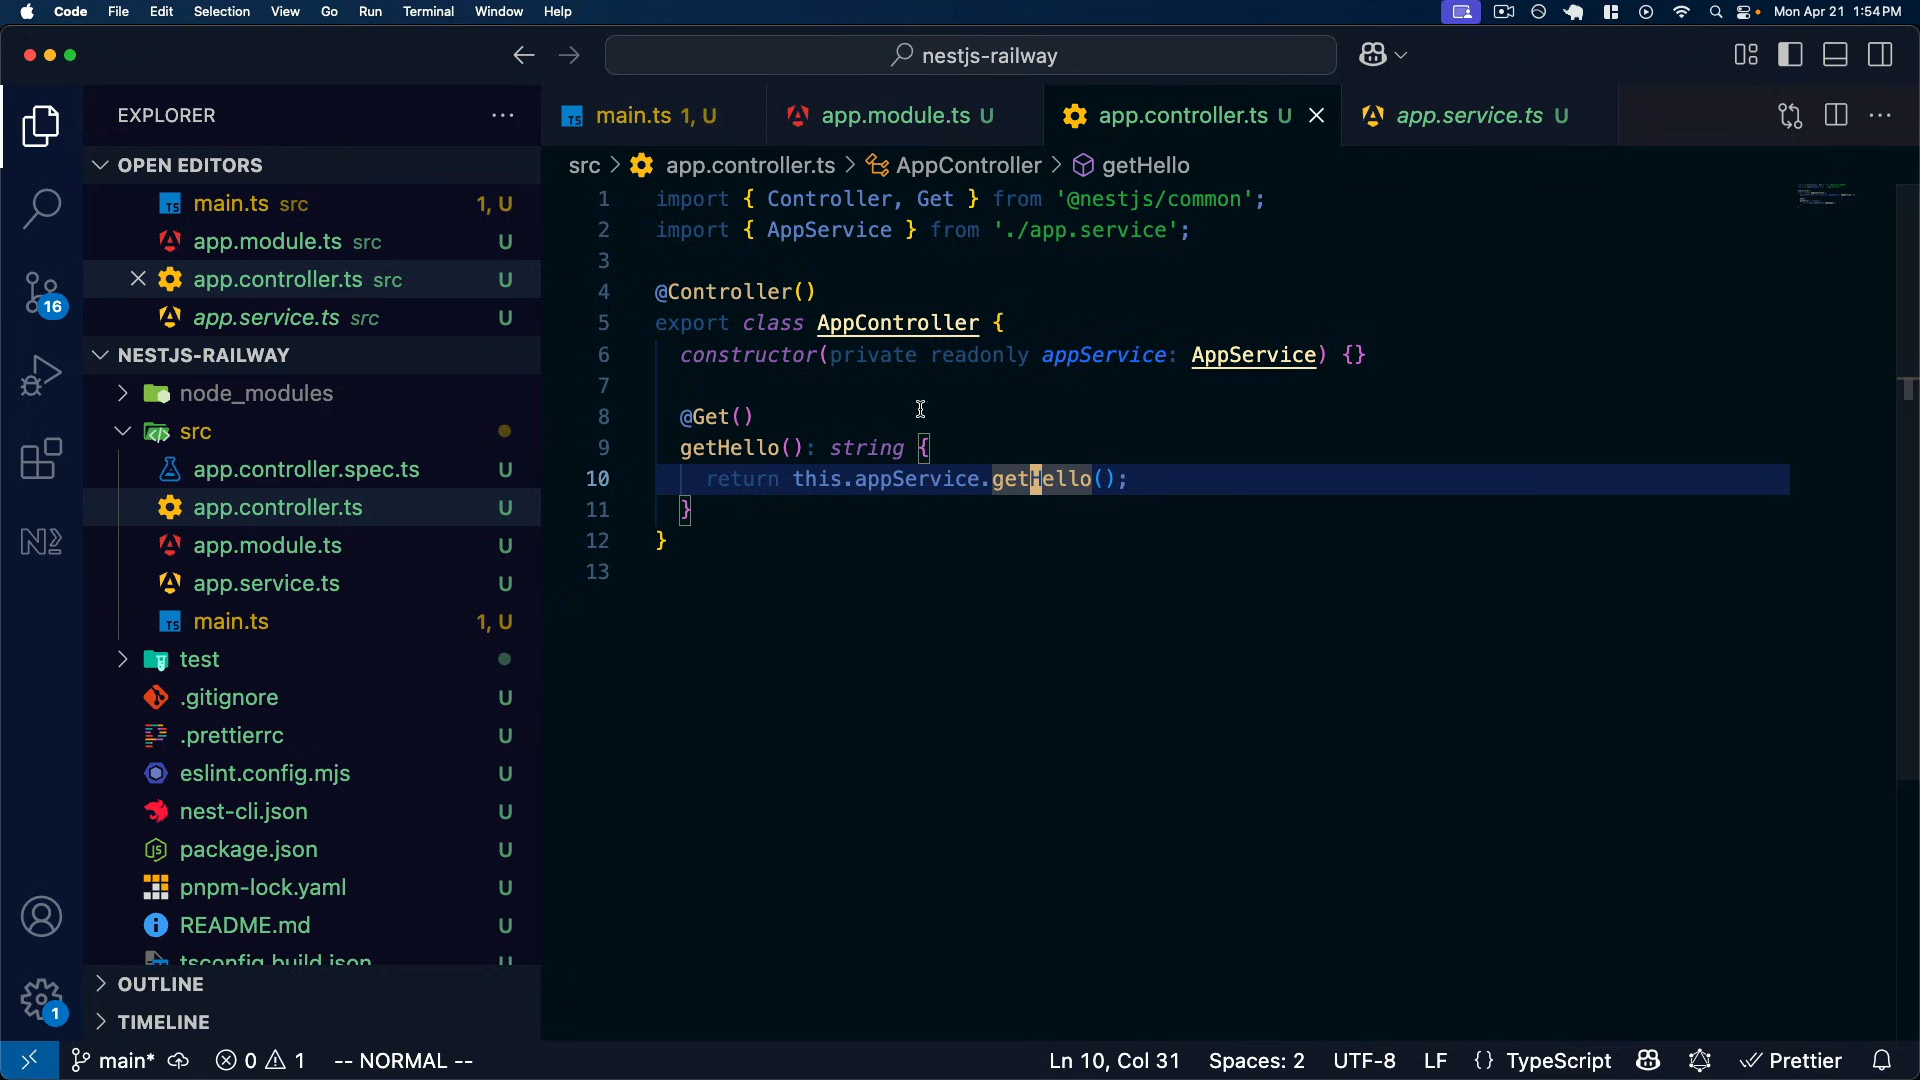 Code File Edit Selection View Go Run Terminal Window Help Mon Apr 21 1:54 PM
nestjs-railway
EXPLORER
OPEN EDITORS
main.ts src 1, U
app.module.ts src U
app.controller.ts src U
app.service.ts src U
NESTJS-RAILWAY
node_modules
src
app.controller.spec.ts U
app.controller.ts U
app.module.ts U
app.service.ts U
main.ts 1, U
test
.gitignore U
.prettierrc U
eslint.config.mjs U
nest-cli.json U
package.json U
pnpm-lock.yaml U
README.md U
tsconfig.build.json U
OUTLINE
TIMELINE
16
1
main.ts 1, U app.module.ts U app.controller.ts U app.service.ts U
src > app.controller.ts > AppController > getHello
1 import { Controller, Get } from '@nestjs/common';
2 import { AppService } from './app.service';
3
4 @Controller()
5 export class AppController {
6 constructor(private readonly appService: AppService) {}
7
8 @Get()
9 getHello(): string {
10 return this.appService.getHello();
11 }
12 }
13
main* 0 1 -- NORMAL -- Ln 10, Col 31 Spaces: 2 UTF-8 LF {} TypeScript Prettier